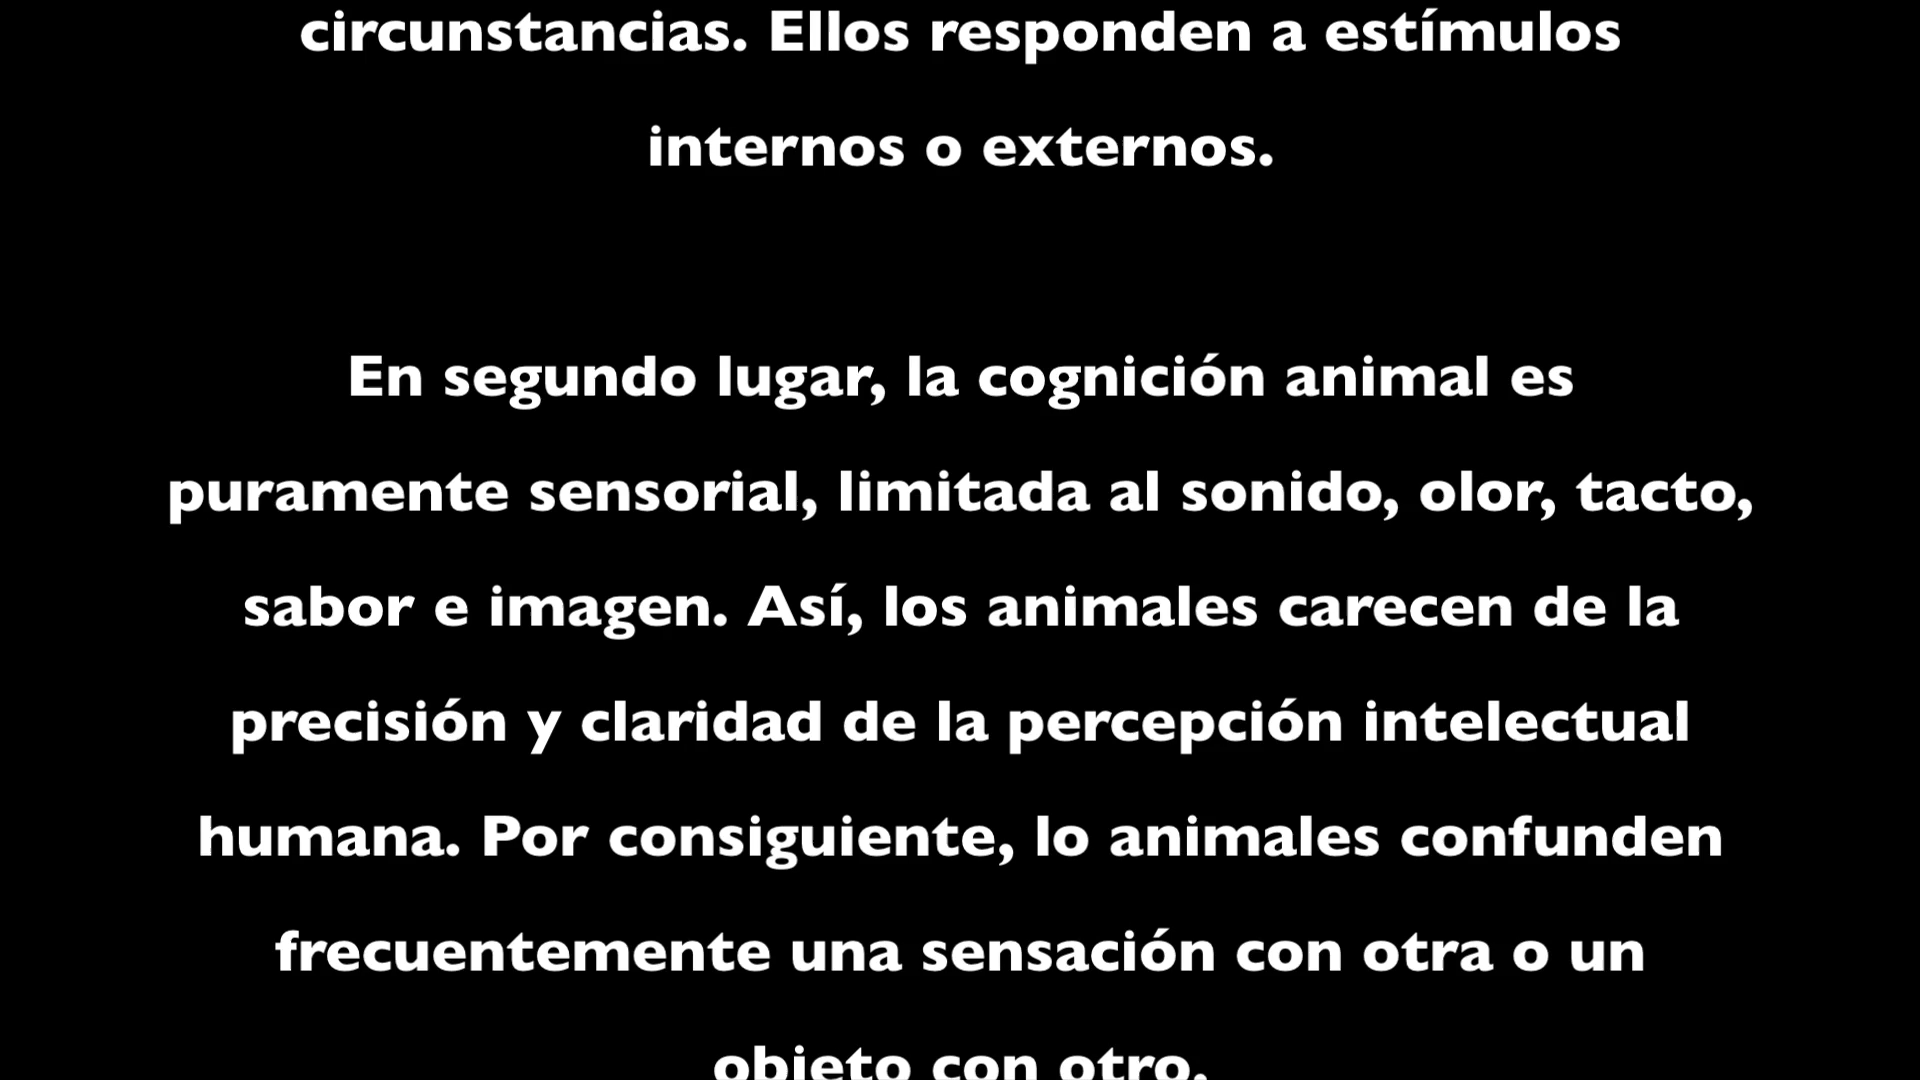 circunstancias. Ellos responden a estímulos
internos o externos.
En segundo lugar, la cognición animal es
puramente sensorial, limitada al sonido, olor, tacto,
sabor e imagen. Así, los animales carecen de la
precisión y claridad de la percepción intelectual
humana. Por consiguiente, lo animales confunden
frecuentemente una sensación con otra o un
objeto con otro.